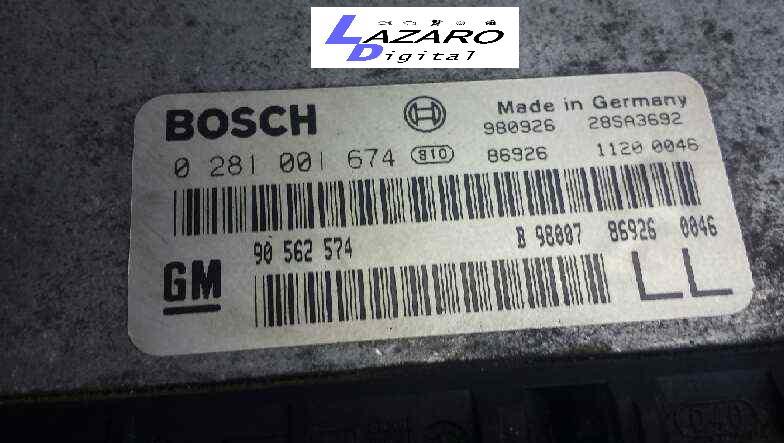 LAZARO
Digital
BOSCH
Made in Germany
980926 28SA3692
0 281 001 674 810 86926 1120 0046
90 562 574 B 98007 86926 0046
GM LL